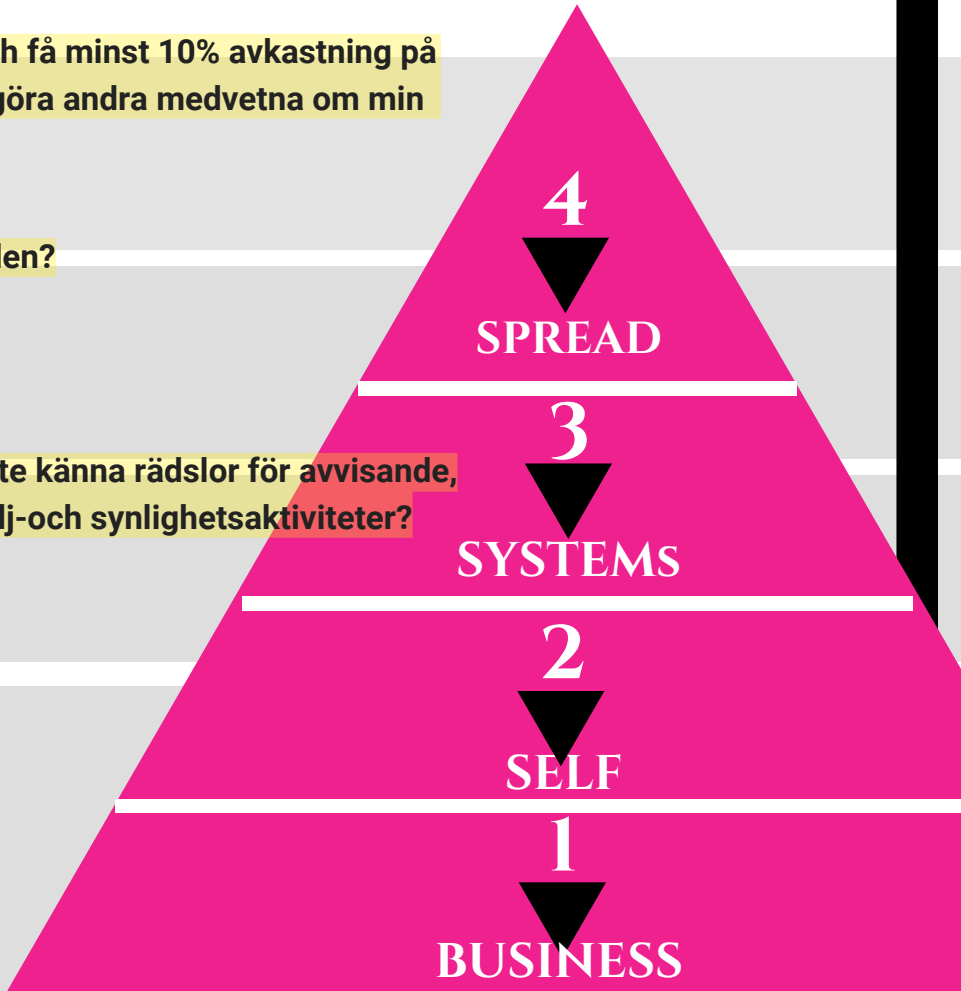 h få minst 10% avkastning på
göra andra medvetna om min
4
den?
SPREAD
3
te känna rädslor för avvisande,
lj-och synlighetsaktiviteter?
SYSTEMs
2
SELF
1
BUSINESS